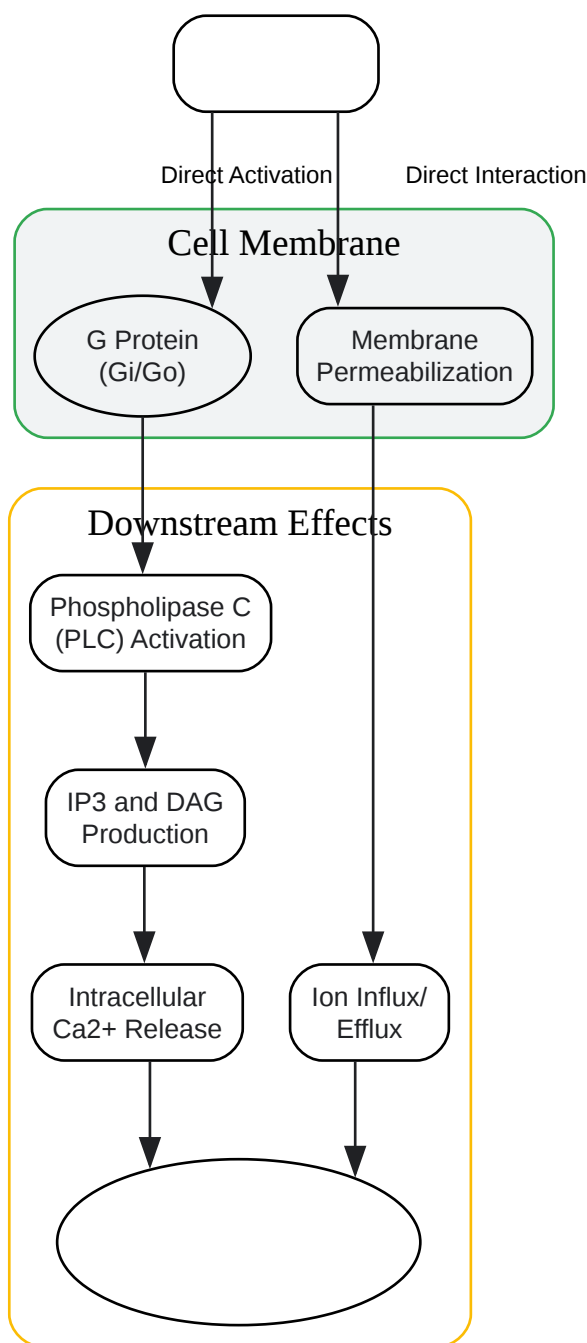 Direct Activation
Direct Interaction
Cell Membrane
G Protein
(Gi/Go)
Membrane
Permeabilization
Downstream Effects
Phospholipase C
(PLC) Activation
IP3 and DAG
Production
Intracellular
Ca2+ Release
Ion Influx/
Efflux